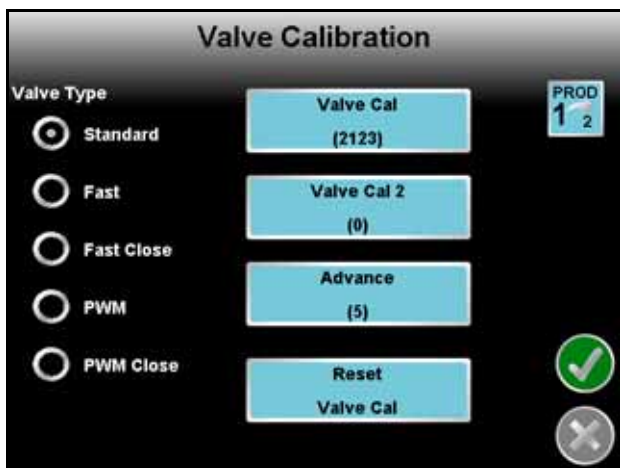 Valve Calibration
Valve Type
Standard
Fast
Fast Close
PWM
PWM Close
Valve Cal
(2123)
Valve Cal 2
(0)
Advance
(5)
Reset
Valve Cal
PROD
1 2